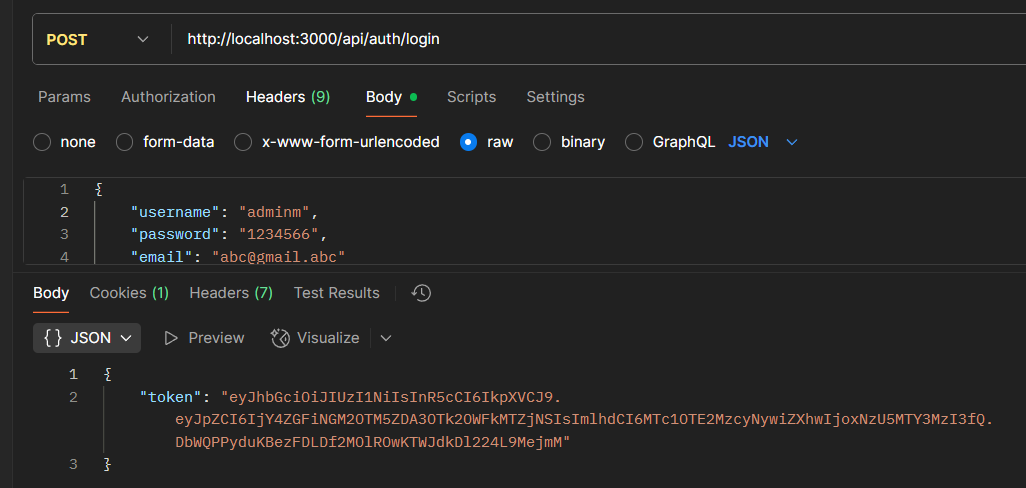 POST http://localhost:3000/api/auth/login
Params Authorization Headers (9) Body Scripts Settings
none form-data x-www-form-urlencoded raw binary GraphQL JSON
1 {
2 "username": "adminm",
3 "password": "1234566",
4 "email": "abc@gmail.abc"
Body Cookies (1) Headers (7) Test Results
{} JSON Preview Visualize
1 {
2 "token": "eyJhbGciOiJIUzI1NiIsInR5cCI6IkpXVCJ9.
eyJpZCI6IjY4ZGFiNGM2OTM5ZDA3OTk2OWFkMTZjNSIsImlhdCI6MTc1OTE2MzcyNywiZXhwIjoxNzU5MTY3MzI3fQ.
DbWQPPyduKBezFDLDf2MOlROwKTWJdkDl224L9MejmM"
3 }